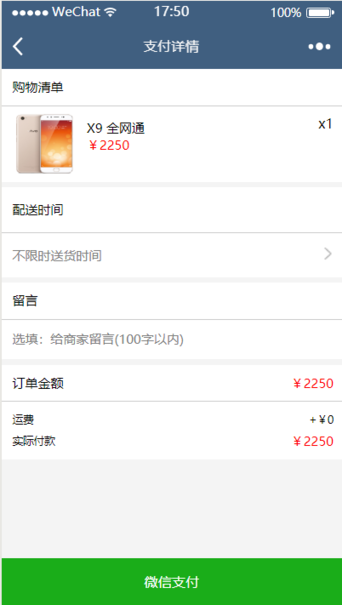 WeChat 17:50 100%
支付详情
购物清单
X9 全网通 x1
￥2250
配送时间
不限时送货时间
留言
选填：给商家留言(100字以内)
订单金额 ￥2250
运费 +￥0
实际付款 ￥2250
微信支付